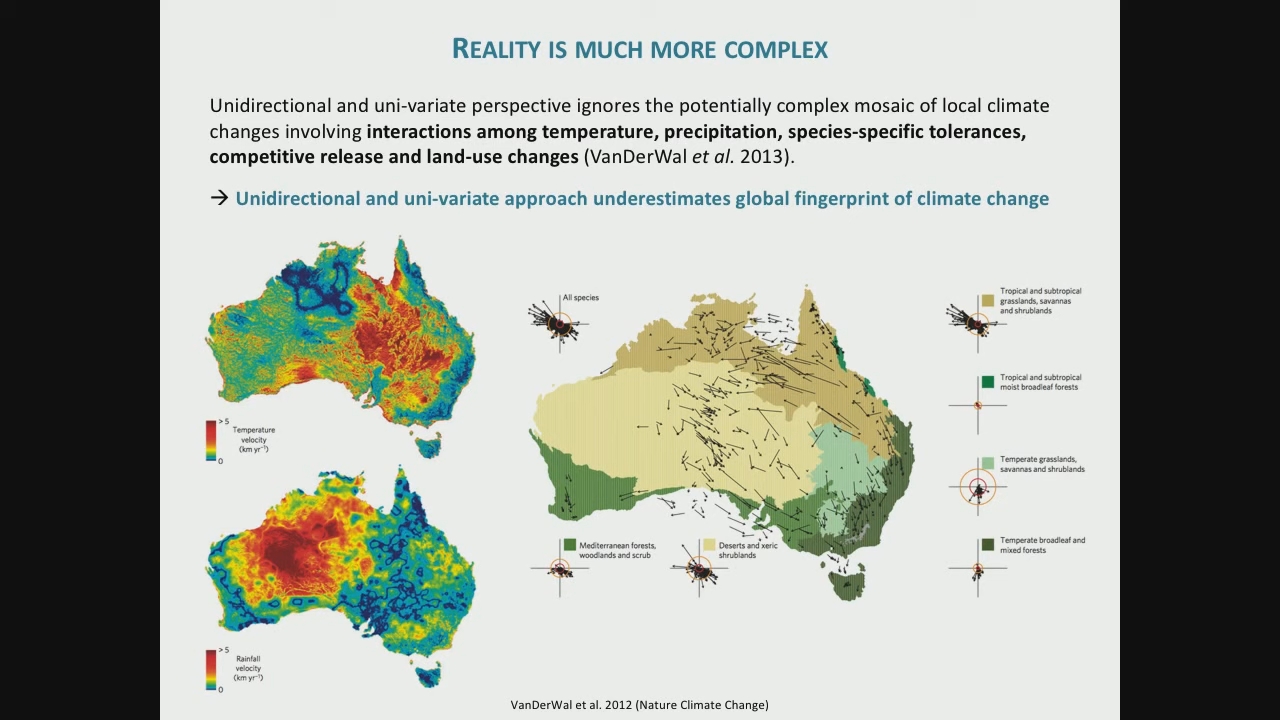 REALITY IS MUCH MORE COMPLEX
Unidirectional and uni-variate perspective ignores the potentially complex mosaic of local climate
changes involving interactions among temperature, precipitation, species-specific tolerances,
competitive release and land-use changes (VanDerWal et al. 2013).
→ Unidirectional and uni-variate approach underestimates global fingerprint of climate change
> 5
Temperature
velocity
(km yr⁻¹)
0
> 5
Rainfall
velocity
(km yr⁻¹)
0
All species
Tropical and subtropical
grasslands, savannas
and shrublands
Tropical and subtropical
moist broadleaf forests
Temperate grasslands,
savannas and shrublands
Temperate broadleaf and
mixed forests
Mediterranean forests,
woodlands and scrub
Deserts and xeric
shrublands
VanDerWal et al. 2012 (Nature Climate Change)